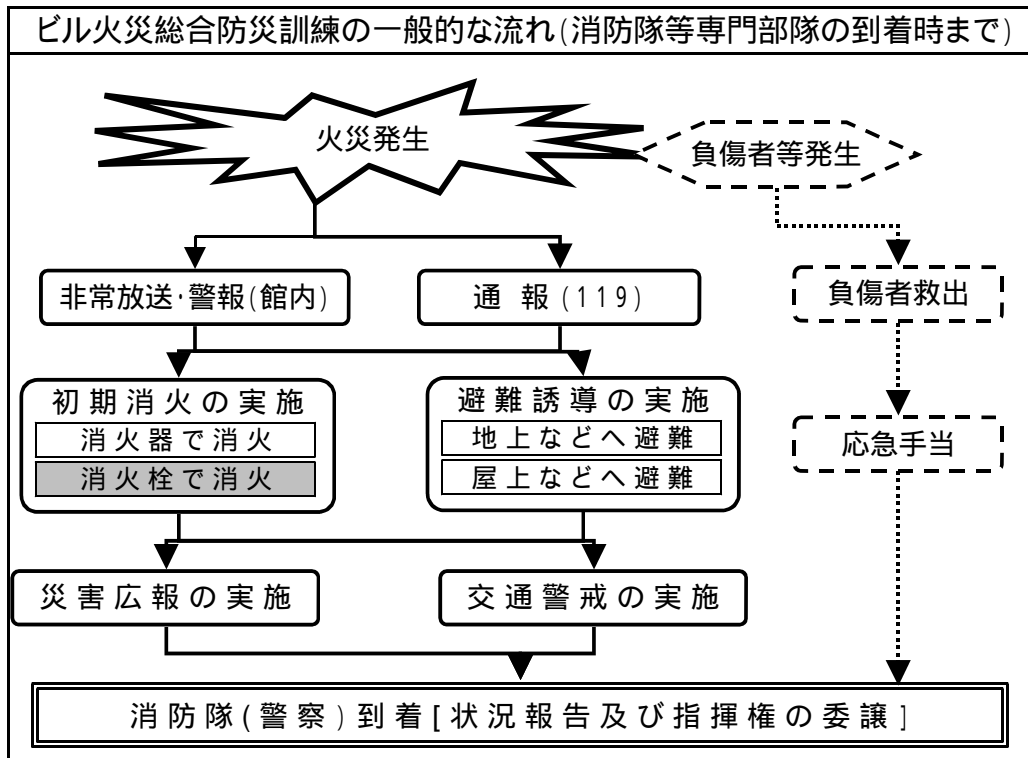 ビル火災総合防災訓練の一般的な流れ(消防隊等専門部隊の到着時まで)
火災発生
負傷者等発生
非常放送・警報(館内)
通報(119)
負傷者救出
初期消火の実施
消火器で消火
消火栓で消火
避難誘導の実施
地上などへ避難
屋上などへ避難
応急手当
災害広報の実施
交通警戒の実施
消防隊(警察)到着[状況報告及び指揮権の委譲]